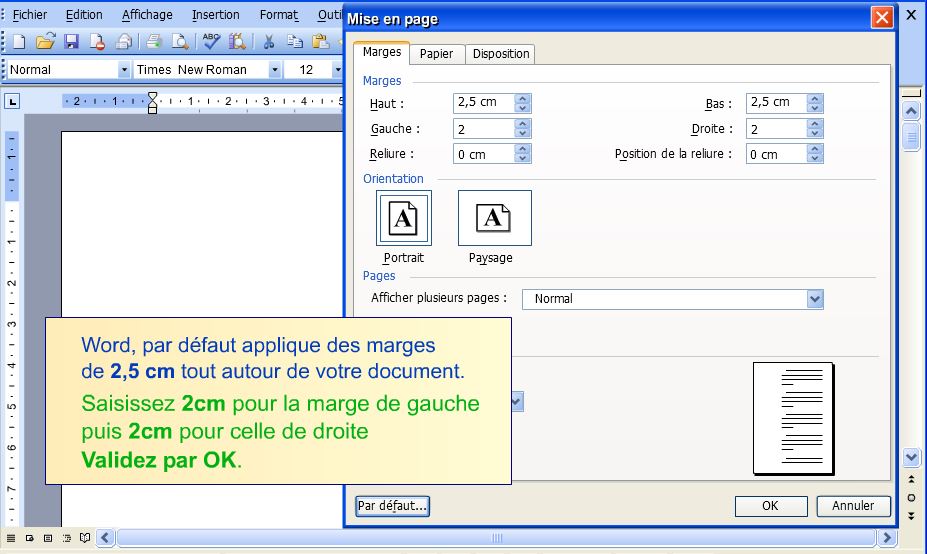 Fichier Edition Affichage Insertion Format Outi
Mise en page
X
Normal Times New Roman 12
Marges Papier Disposition
Marges
Haut : 2,5 cm Bas : 2,5 cm
Gauche : 2 Droite : 2
Reliure : 0 cm Position de la reliure : 0 cm
Orientation
A A
Portrait Paysage
Pages
Afficher plusieurs pages : Normal
Word, par défaut applique des marges
de 2,5 cm tout autour de votre document.
Saisissez 2cm pour la marge de gauche
puis 2cm pour celle de droite
Validez par OK.
Par défaut... OK Annuler